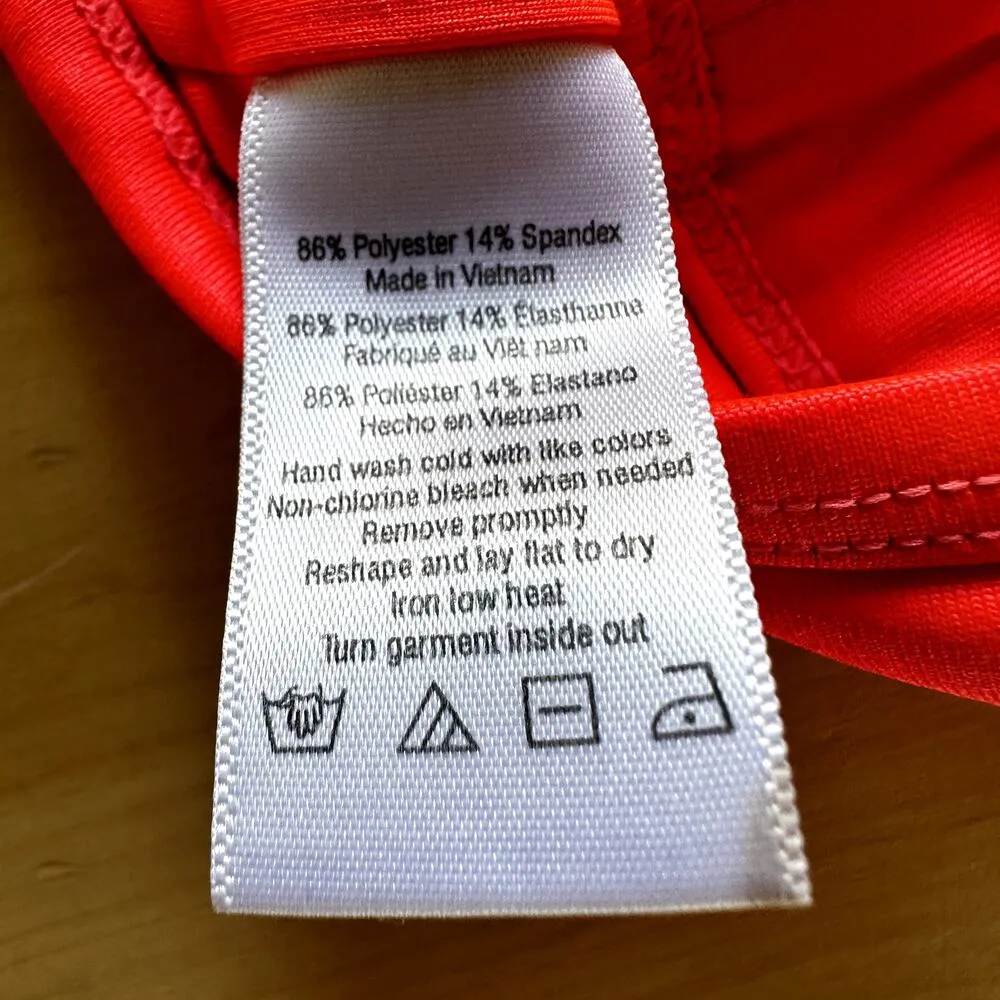 86% Polyester 14% Spandex
Made in Vietnam
86% Polyester 14% Élasthanne
Fabriqué au Viêt nam
86% Poliéster 14% Elastano
Hecho en Vietnam
Hand wash cold with like colors
Non-chlorine bleach when needed
Remove promptly
Reshape and lay flat to dry
Iron low heat
Turn garment inside out